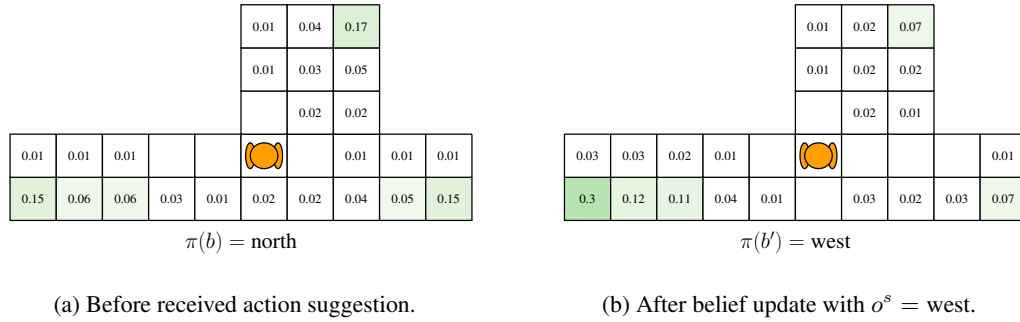 0.01 0.04 0.17
0.01 0.03 0.05
0.02 0.02
0.01 0.01 0.01 0.01 0.01 0.01
0.15 0.06 0.06 0.03 0.01 0.02 0.02 0.04 0.05 0.15
π(b) = north
(a) Before received action suggestion.
0.01 0.02 0.07
0.01 0.02 0.02
0.02 0.01
0.03 0.03 0.02 0.01 0.01
0.3 0.12 0.11 0.04 0.01 0.03 0.02 0.03 0.07
π(b′) = west
(b) After belief update with oˢ = west.